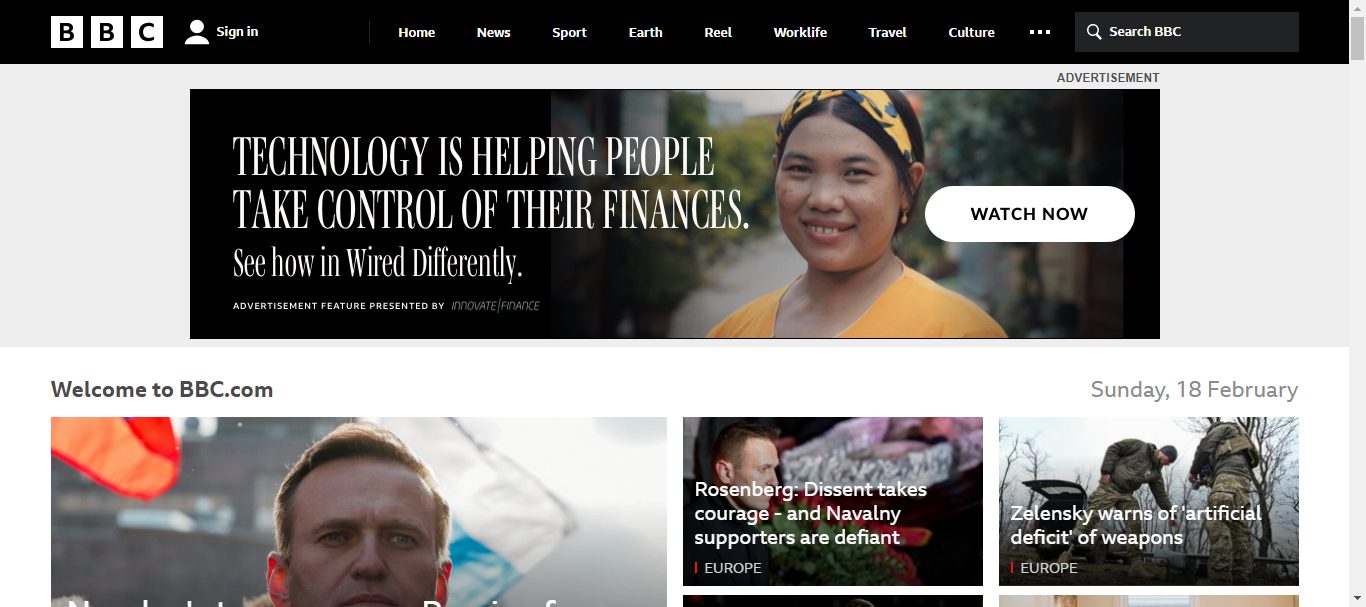 BBC
Sign in
Home
News
Sport
Earth
Reel
Worklife
Travel
Culture
Search BBC
ADVERTISEMENT
TECHNOLOGY IS HELPING PEOPLE
TAKE CONTROL OF THEIR FINANCES.
See how in Wired Differently.
ADVERTISEMENT FEATURE PRESENTED BY INNOVATE/FINANCE
WATCH NOW
Welcome to BBC.com
Sunday, 18 February
Rosenberg: Dissent takes
courage - and Navalny
supporters are defiant
EUROPE
Zelensky warns of 'artificial
deficit' of weapons
EUROPE